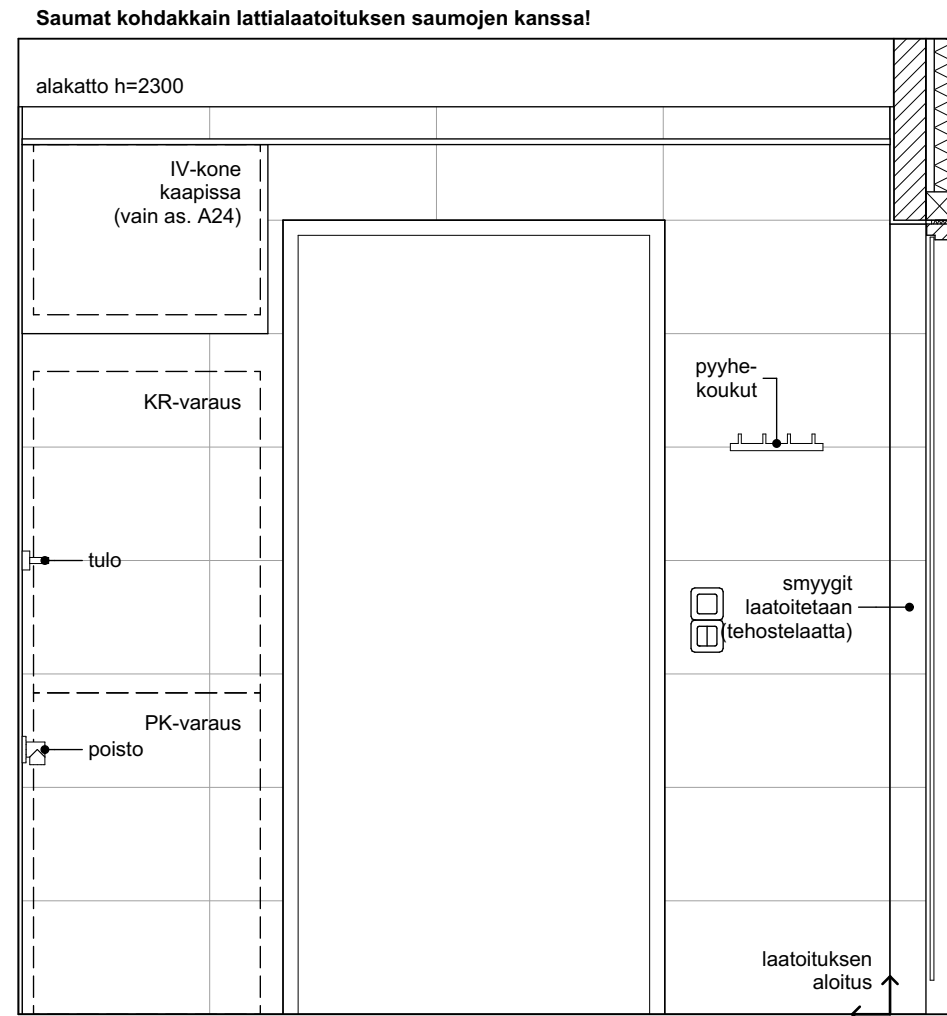 Saumat kohdakkain lattialaatoituksen saumojen kanssa!
alakatto h=2300
IV-kone
kaapissa
(vain as. A24)
KR-varaus
pyyhe-
koukut
tulo
smyygit
laatoitetaan
(tehostelaatta)
PK-varaus
poisto
laatoituksen
aloitus